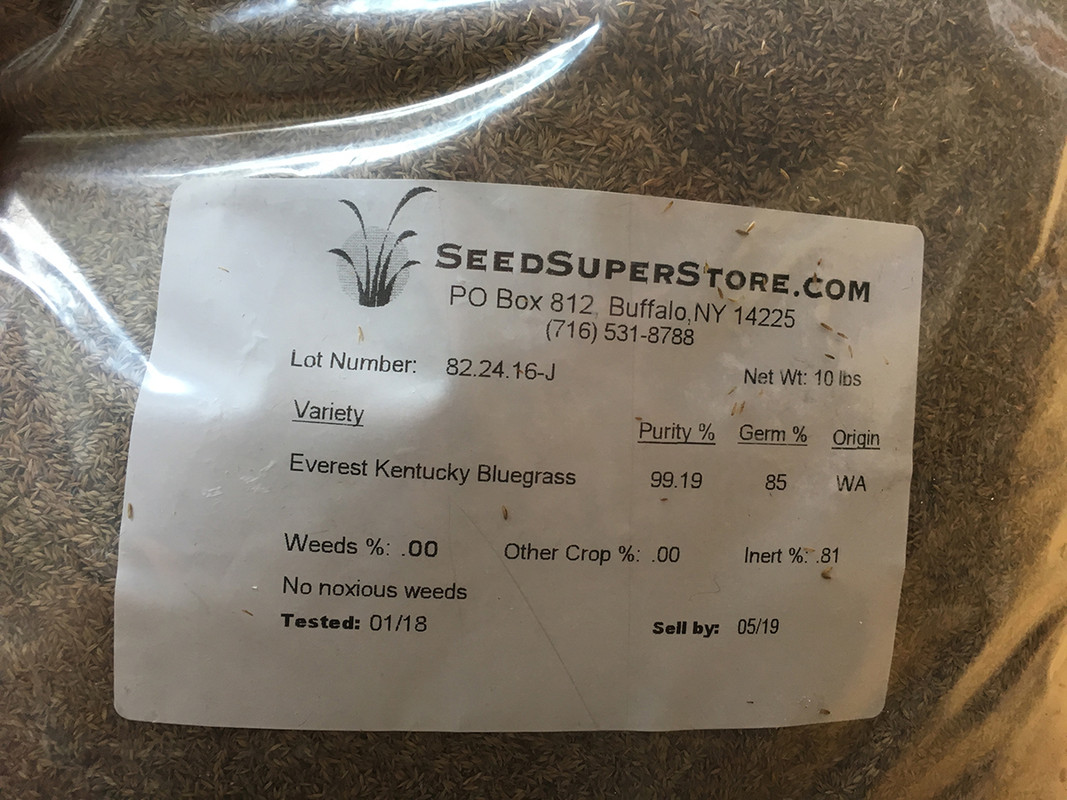 SeedSuperStore.com
PO Box 812, Buffalo,NY 14225
(716) 531-8788
Lot Number: 82.24.16-J
Net Wt: 10 lbs
Variety Purity % Germ % Origin
Everest Kentucky Bluegrass 99.19 85 WA
Weeds %: .00 Other Crop %: .00 Inert %: .81
No noxious weeds
Tested: 01/18 Sell by: 05/19